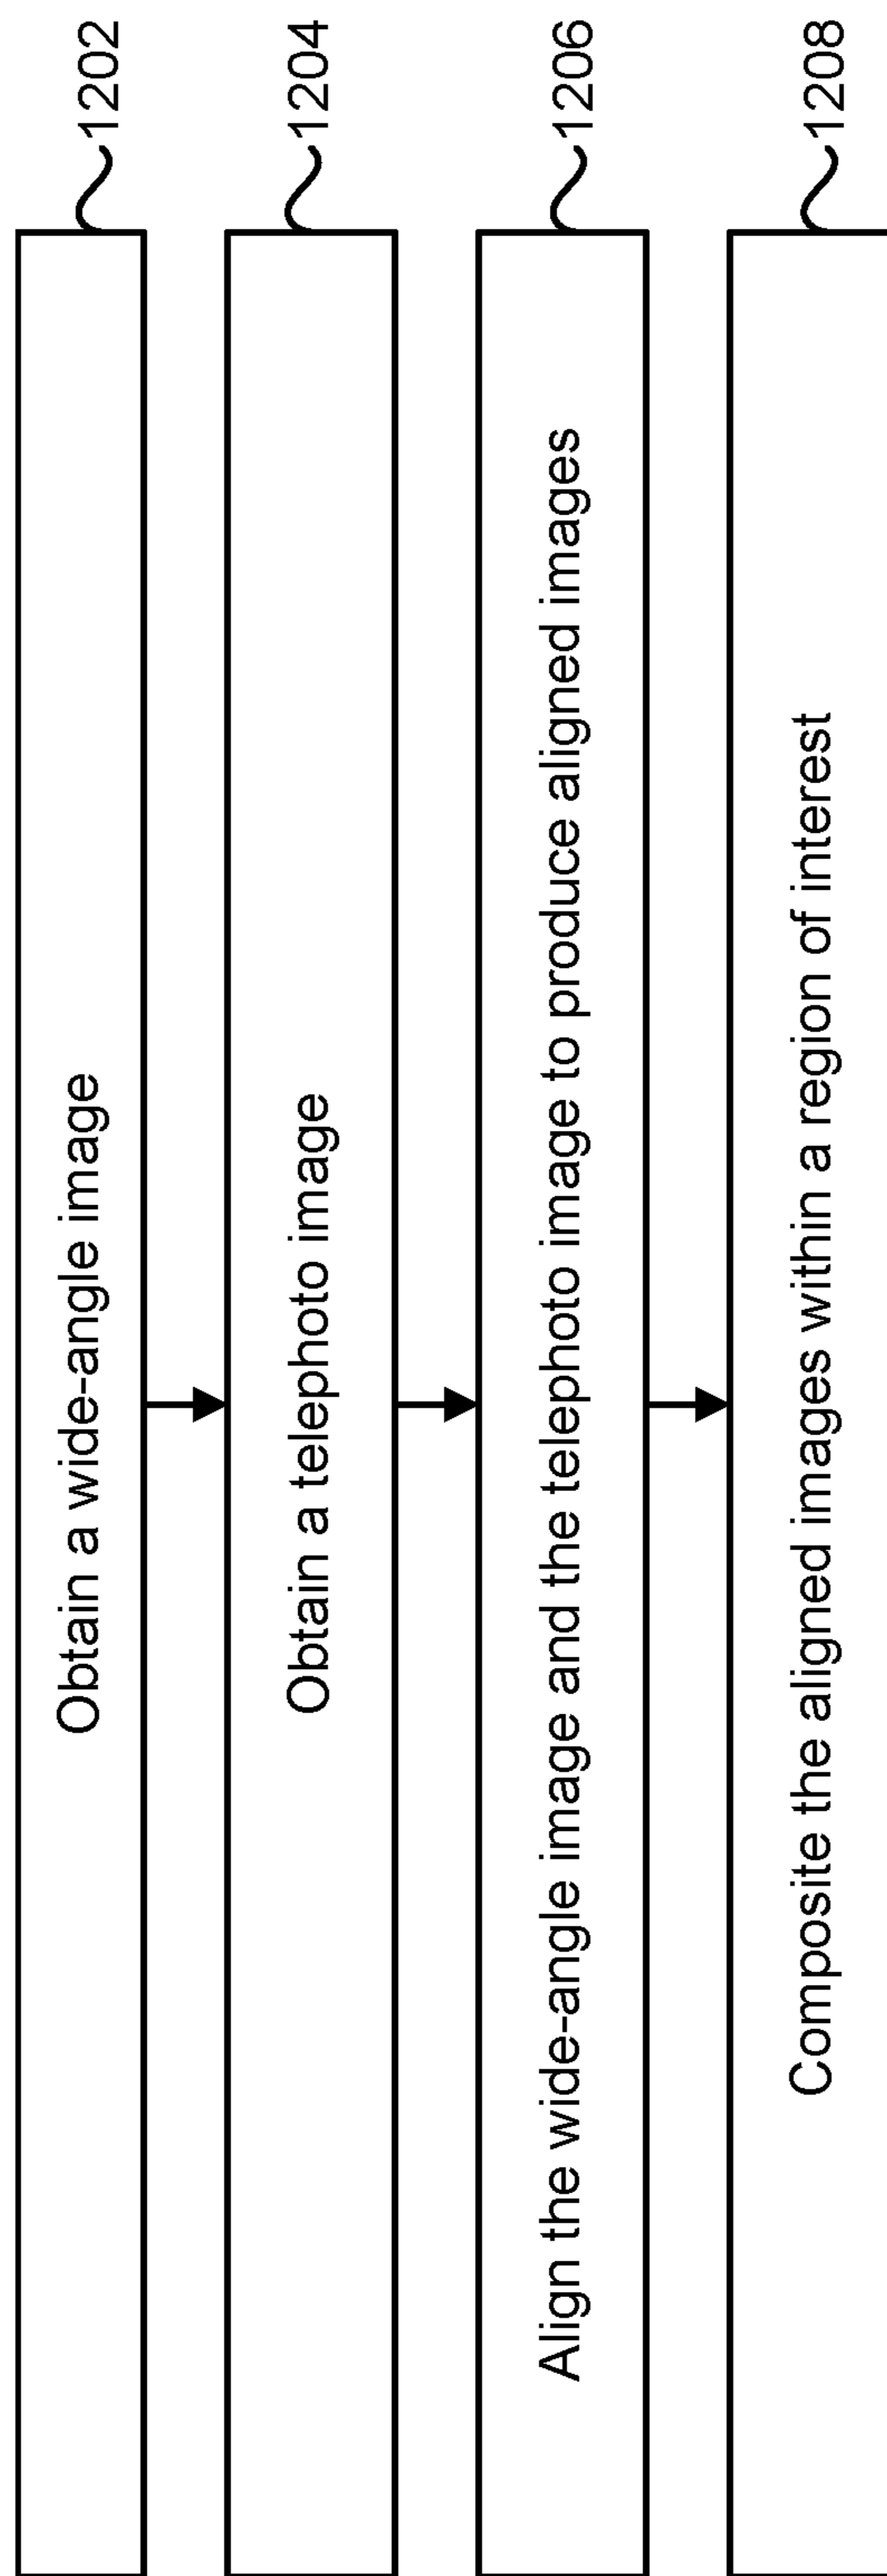 Obtain a wide-angle image
1202
Obtain a telephoto image
1204
Align the wide-angle image and the telephoto image to produce aligned images
1206
Composite the aligned images within a region of interest
1208